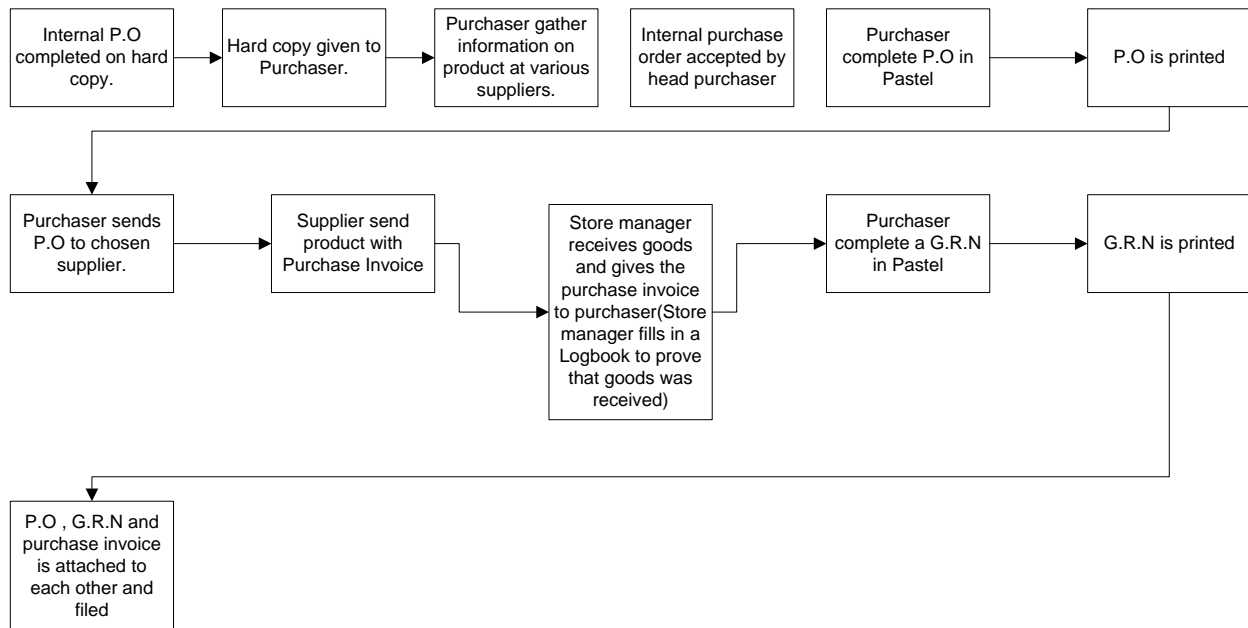 Internal P.O
completed on hard
copy.
Hard copy given to
Purchaser.
Purchaser gather
information on
product at various
suppliers.
Internal purchase
order accepted by
head purchaser
Purchaser
complete P.O in
Pastel
P.O is printed
Purchaser sends
P.O to chosen
supplier.
Supplier send
product with
Purchase Invoice
Store manager
receives goods
and gives the
purchase invoice
to purchaser(Store
manager fills in a
Logbook to prove
that goods was
received)
Purchaser
complete a G.R.N
in Pastel
G.R.N is printed
P.O , G.R.N and
purchase invoice
is attached to
each other and
filed